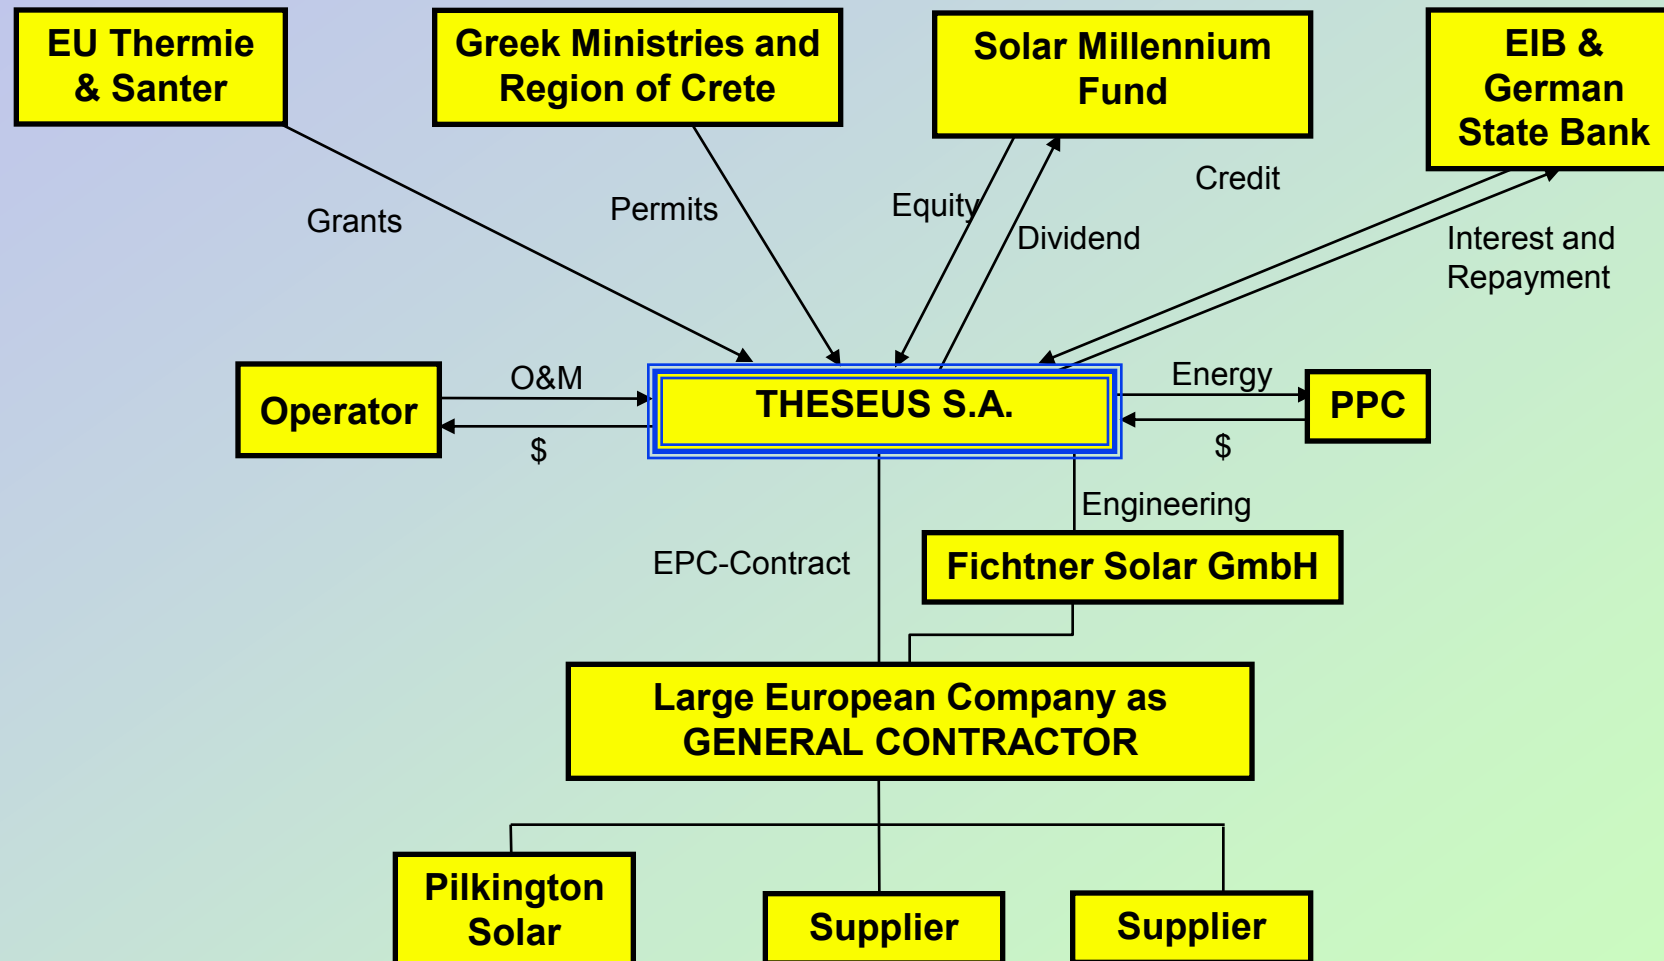 EU Thermie
& Santer
Greek Ministries and
Region of Crete
Solar Millennium
Fund
EIB &
German
State Bank
Grants
Permits
Equity
Dividend
Credit
Interest and
Repayment
Operator
O&M
$
THESEUS S.A.
Energy
$
PPC
EPC-Contract
Engineering
Fichtner Solar GmbH
Large European Company as
GENERAL CONTRACTOR
Pilkington
Solar
Supplier
Supplier